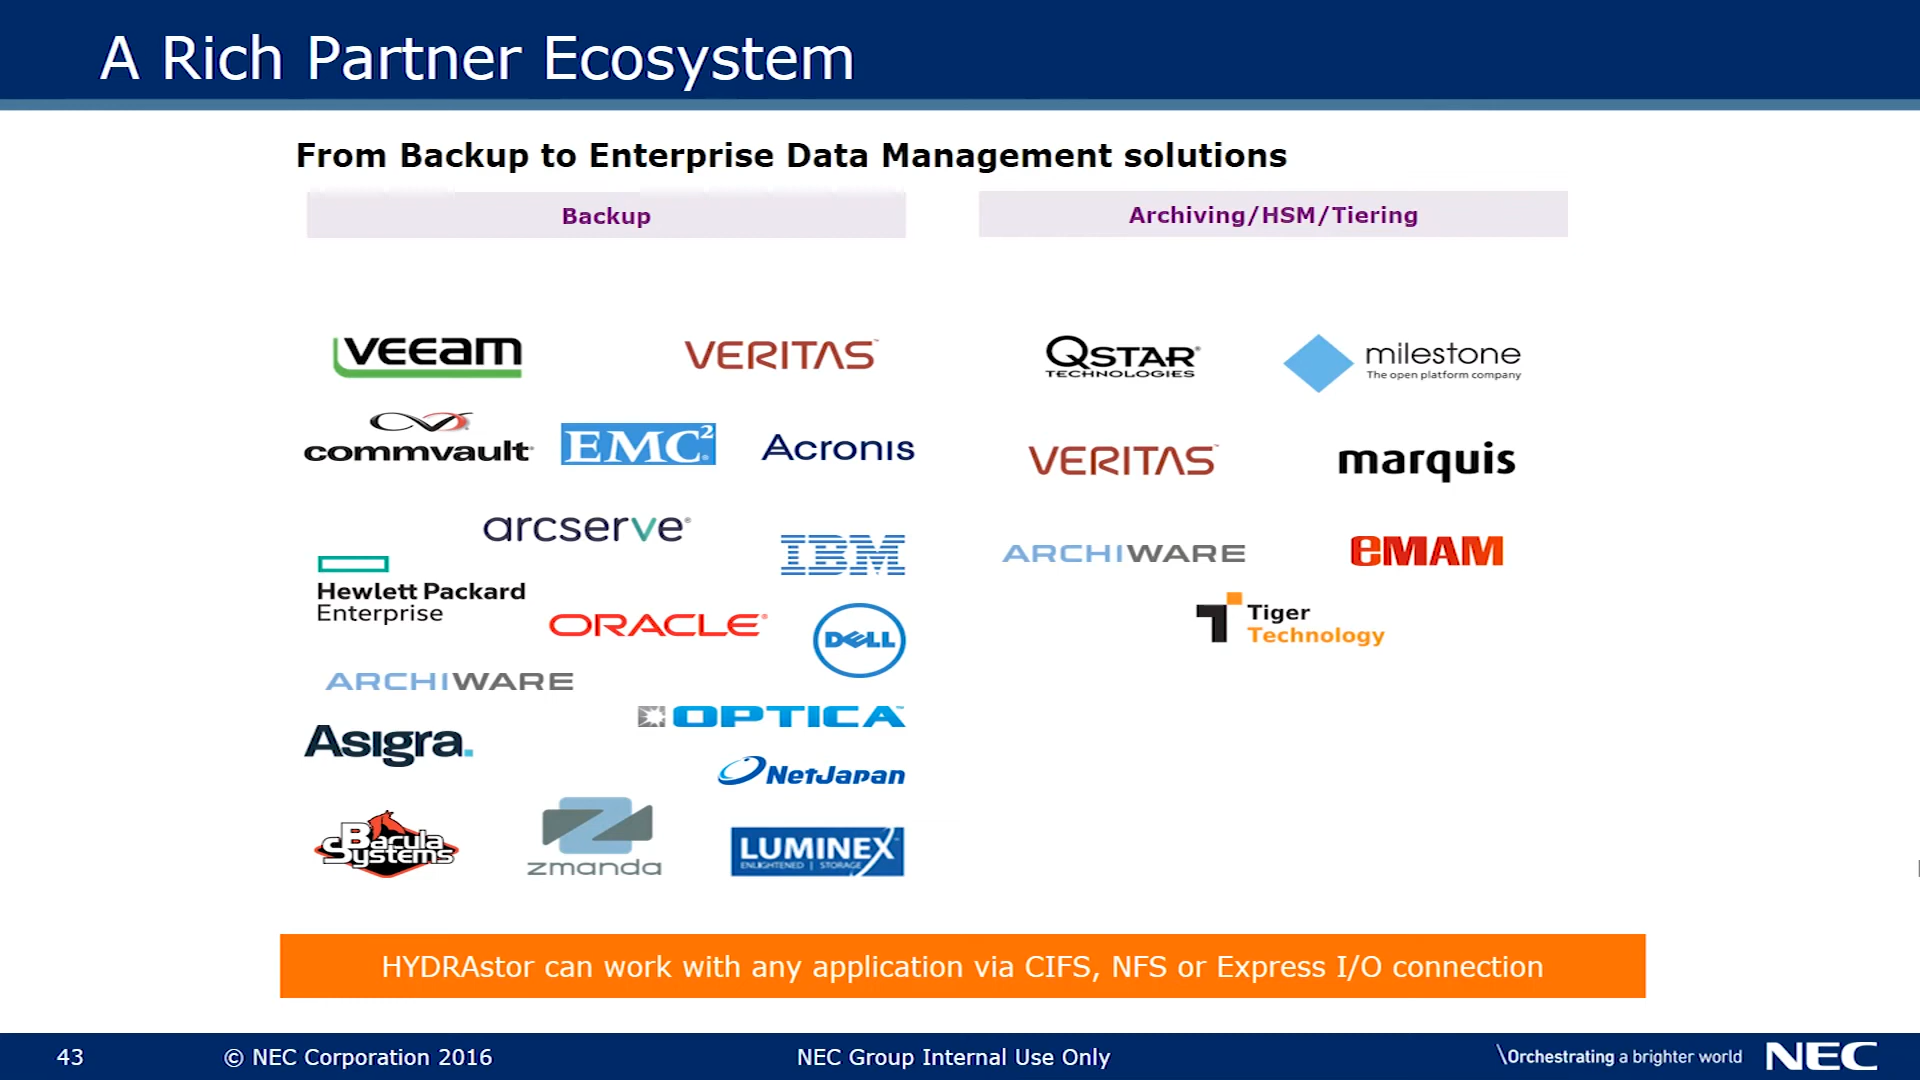 A Rich Partner Ecosystem
From Backup to Enterprise Data Management solutions
Backup
Archiving/HSM/Tiering
veeam
VERITAS™
commvault®
EMC²®
Acronis
arcserve®
Hewlett Packard
Enterprise
IBM
ORACLE®
DELL
ARCHIWARE
OPTICA™
Asigra.
NetJapan
Bacula
Systems
zmanda
LUMINEX
ENLIGHTENED | STORAGE
QSTAR®
TECHNOLOGIES
milestone
The open platform company
VERITAS™
marquis
ARCHIWARE
eMAM
Tiger
Technology
HYDRAstor can work with any application via CIFS, NFS or Express I/O connection
43
© NEC Corporation 2016
NEC Group Internal Use Only
\Orchestrating a brighter world
NEC